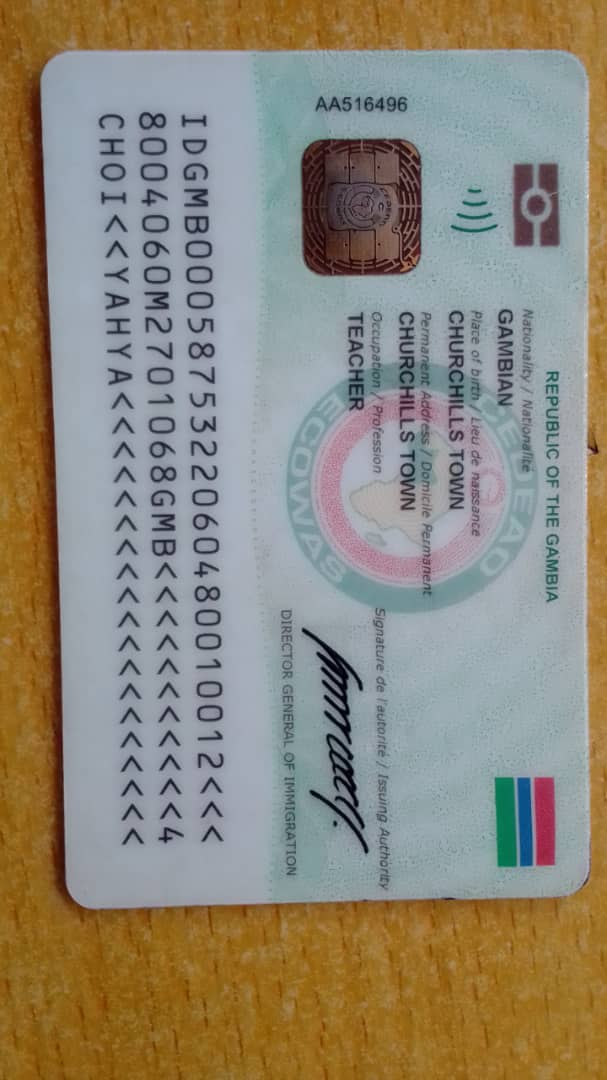 AA516496
REPUBLIC OF THE GAMBIA
Nationality / Nationalité
GAMBIAN
Place of birth / Lieu de naissance
CHURCHILLS TOWN
Permanent Address / Domicile Permanent
CHURCHILLS TOWN
Occupation / Profession
TEACHER
CEDEAO
ECOWAS
Signature de l'autorité / Issuing Authority
DIRECTOR GENERAL OF IMMIGRATION
IDGMB0005875322060480010012<<<
8004060M2701068GMB<<<<<<<<<<<4
CHOI<<YAHYA<<<<<<<<<<<<<<<<<<<